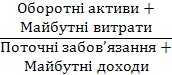 Оборотні активи +
Майбутні витрати
Поточні забов'язання +
Майбутні доходи